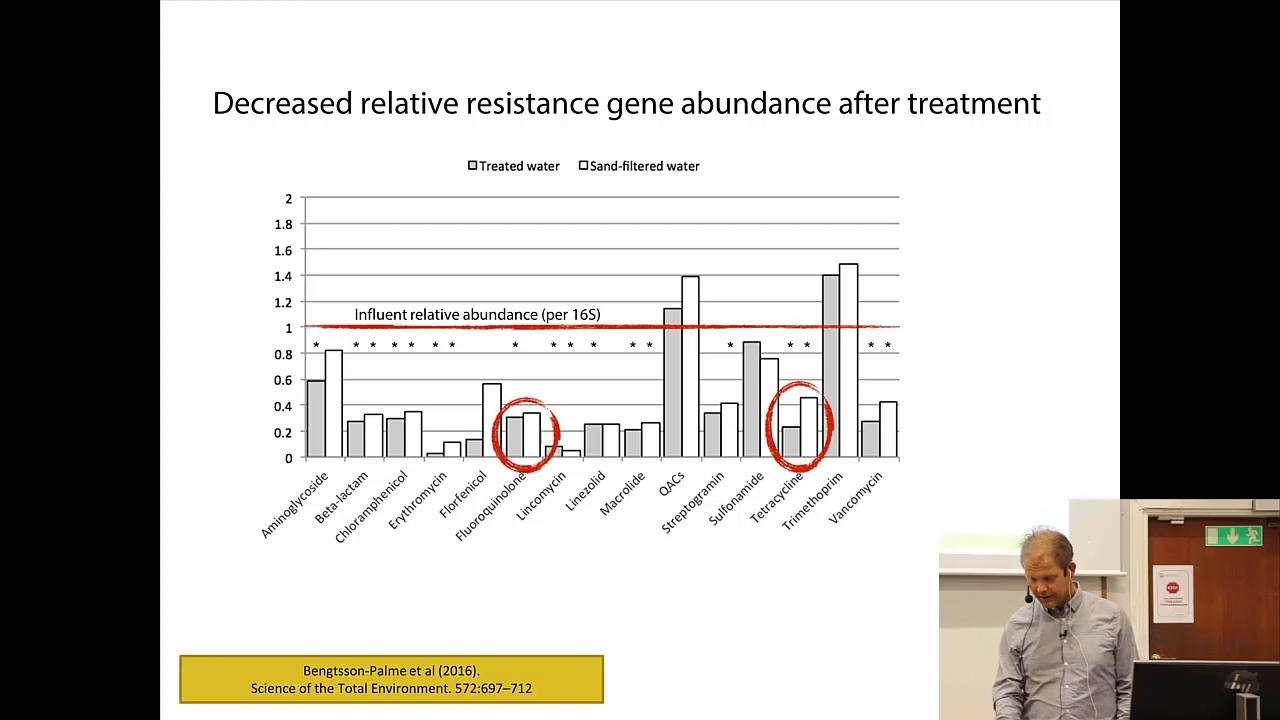 Decreased relative resistance gene abundance after treatment
Treated water
Sand-filtered water
2
1.8
1.6
1.4
1.2
1
0.8
0.6
0.4
0.2
0
Influent relative abundance (per 16S)
* * * * * * * * * * * * * * * * * *
Aminoglycoside
Beta-lactam
Chloramphenicol
Erythromycin
Florfenicol
Fluoroquinolone
Lincomycin
Linezolid
Macrolide
QACs
Streptogramin
Sulfonamide
Tetracycline
Trimethoprim
Vancomycin
Bengtsson-Palme et al (2016).
Science of the Total Environment. 572:697–712
STOP